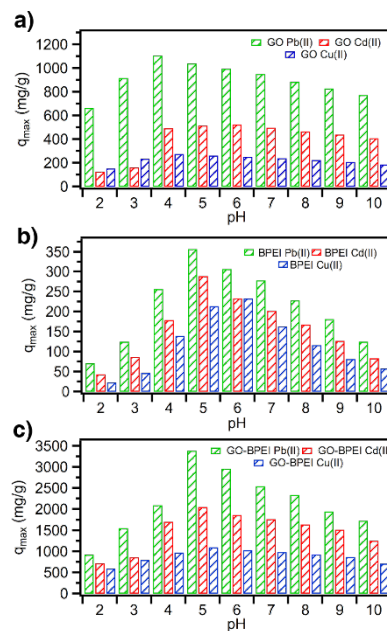 a)
GO Pb(II) GO Cd(II)
GO Cu(II)
1200
1000
800
600
400
200
0
q_max (mg/g)
2 3 4 5 6 7 8 9 10
pH
b)
BPEI Pb(II) BPEI Cd(II)
BPEI Cu(II)
350
300
250
200
150
100
50
0
q_max (mg/g)
2 3 4 5 6 7 8 9 10
pH
c)
GO-BPEI Pb(II) GO-BPEI Cd(II)
GO-BPEI Cu(II)
3500
3000
2500
2000
1500
1000
500
0
q_max (mg/g)
2 3 4 5 6 7 8 9 10
pH